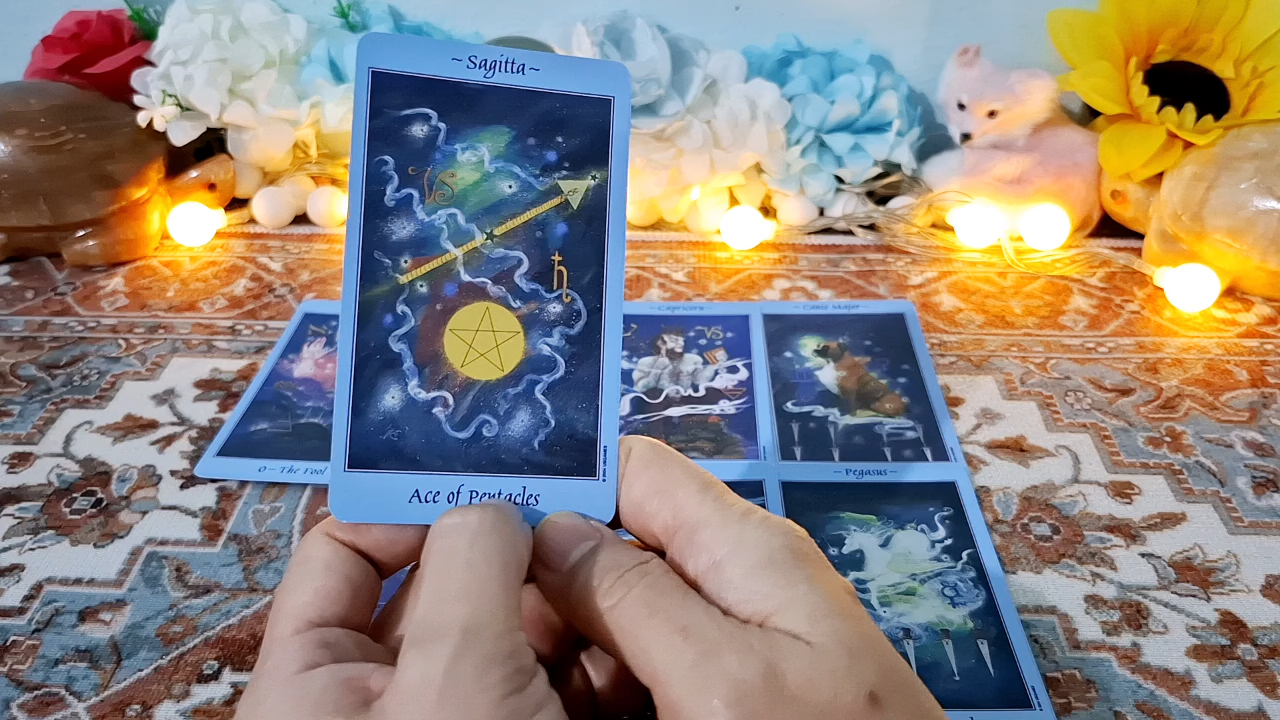 ~ Sagitta ~
Ace of Pentacles
0 – The Fool
~ Capricorn ~
~ Canis Major ~
~ Pegasus ~